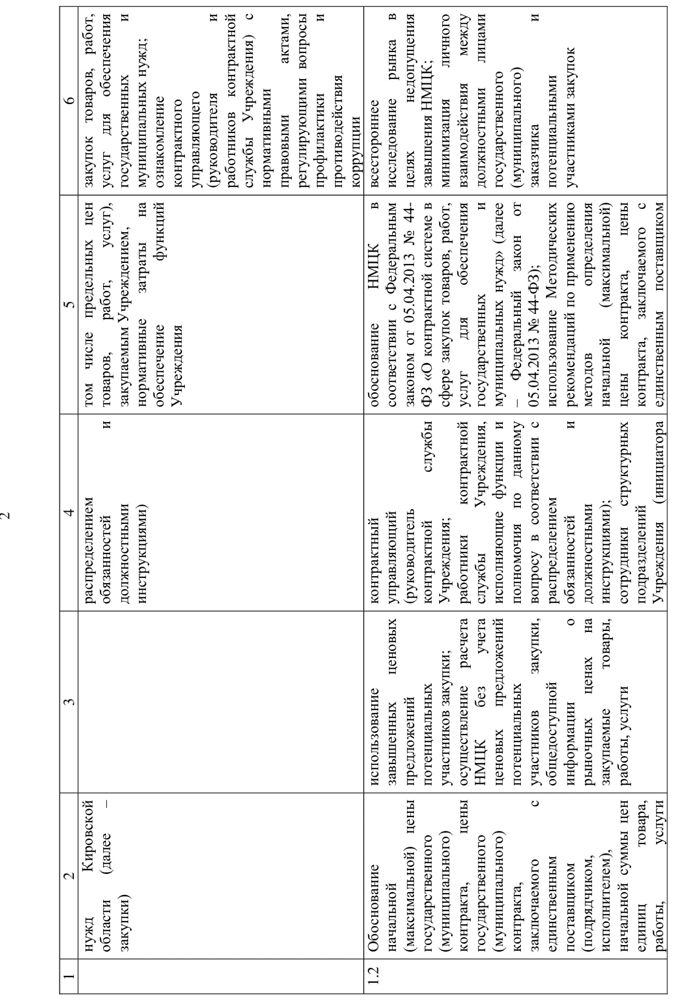 2
1
2
3
4
5
6
нужд Кировской
области (далее –
закупки)
распределением
обязанностей и
должностными
инструкциями)
том числе предельных цен
товаров, работ, услуг),
закупаемым Учреждением,
нормативные затраты на
обеспечение функций
Учреждения
закупок товаров, работ,
услуг для обеспечения
государственных и
муниципальных нужд;
ознакомление
контрактного
управляющего
(руководителя и
работников контрактной
службы Учреждения) с
нормативными
правовыми актами,
регулирующими вопросы
профилактики и
противодействия
коррупции
1.2
Обоснование
начальной
(максимальной) цены
государственного
(муниципального)
контракта, цены
государственного
(муниципального)
контракта,
заключаемого с
единственным
поставщиком
(подрядчиком,
исполнителем),
начальной суммы цен
единиц товара,
работы, услуги
использование
завышенных ценовых
предложений
потенциальных
участников закупки;
осуществление расчета
НМЦК без учета
ценовых предложений
потенциальных
участников закупки,
общедоступной
информации о
рыночных ценах на
закупаемые товары,
работы, услуги
контрактный
управляющий
(руководитель
контрактной службы
Учреждения;
работники контрактной
службы Учреждения,
исполняющие функции и
полномочия по данному
вопросу в соответствии с
распределением
обязанностей и
должностными
инструкциями);
сотрудники структурных
подразделений
Учреждения (инициатора
обоснование НМЦК в
соответствии с Федеральным
законом от 05.04.2013 № 44-
ФЗ «О контрактной системе в
сфере закупок товаров, работ,
услуг для обеспечения
государственных и
муниципальных нужд» (далее
– Федеральный закон от
05.04.2013 № 44-ФЗ);
использование Методических
рекомендаций по применению
методов определения
начальной (максимальной)
цены контракта, цены
контракта, заключаемого с
единственным поставщиком
всестороннее
исследование рынка в
целях недопущения
завышения НМЦК;
минимизация личного
взаимодействия между
должностными лицами
государственного
(муниципального)
заказчика и
потенциальными
участниками закупок